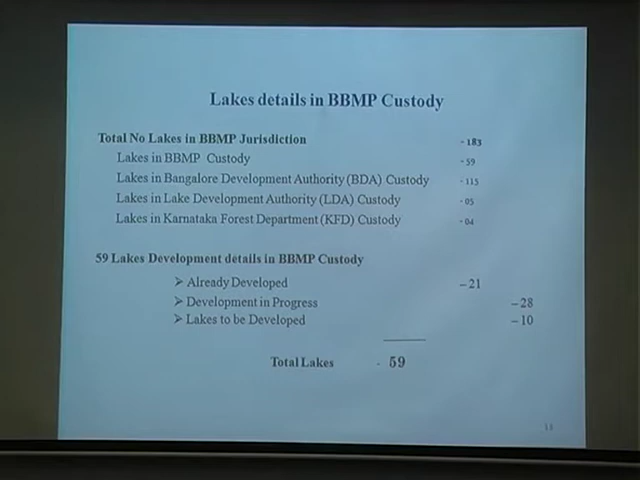 Lakes details in BBMP Custody
Total No Lakes in BBMP Jurisdiction - 183
Lakes in BBMP Custody - 59
Lakes in Bangalore Development Authority (BDA) Custody - 115
Lakes in Lake Development Authority (LDA) Custody - 05
Lakes in Karnataka Forest Department (KFD) Custody - 04
59 Lakes Development details in BBMP Custody
➢ Already Developed – 21
➢ Development in Progress – 28
➢ Lakes to be Developed – 10
Total Lakes - 59